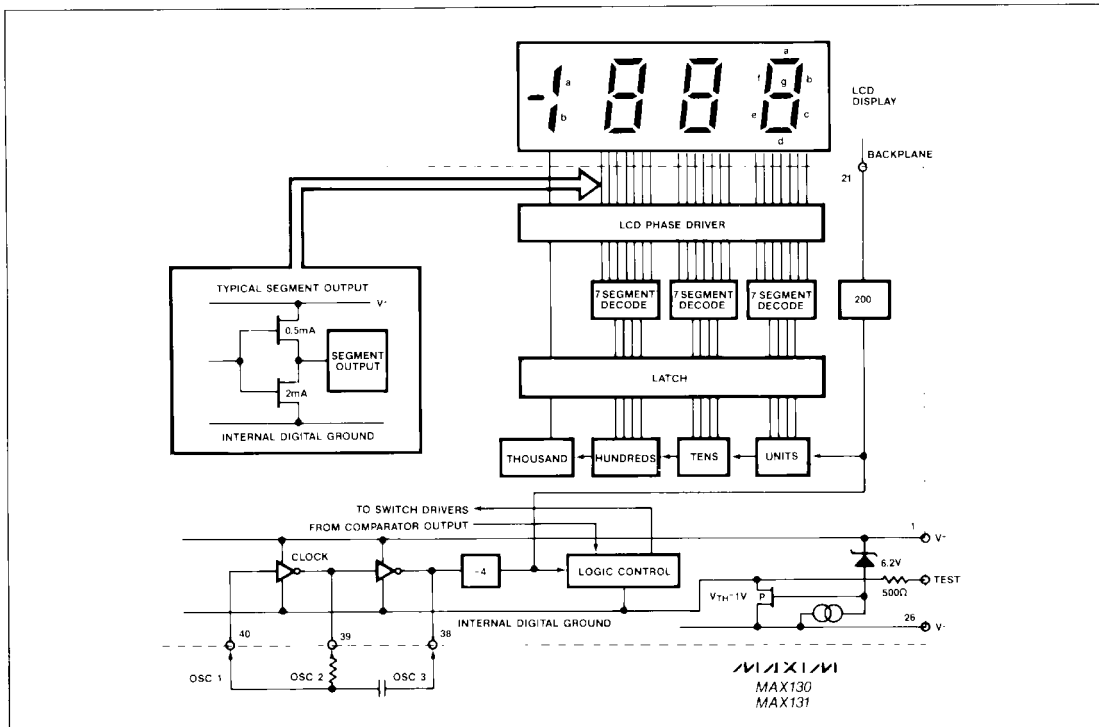 a
f
g
b
a
b
e
c
d
LCD
DISPLAY
BACKPLANE
21
LCD PHASE DRIVER
TYPICAL SEGMENT OUTPUT
V-
0.5mA
SEGMENT
OUTPUT
2mA
INTERNAL DIGITAL GROUND
7 SEGMENT
DECODE
7 SEGMENT
DECODE
7 SEGMENT
DECODE
200
LATCH
THOUSAND
HUNDREDS
TENS
UNITS
TO SWITCH DRIVERS
FROM COMPARATOR OUTPUT
1
V-
CLOCK
6.2V
-4
LOGIC CONTROL
TEST
500Ω
VTH-1V
P
INTERNAL DIGITAL GROUND
26
V-
40
39
38
OSC 1
OSC 2
OSC 3
MAXIM
MAX130
MAX131
-1 8 8 8